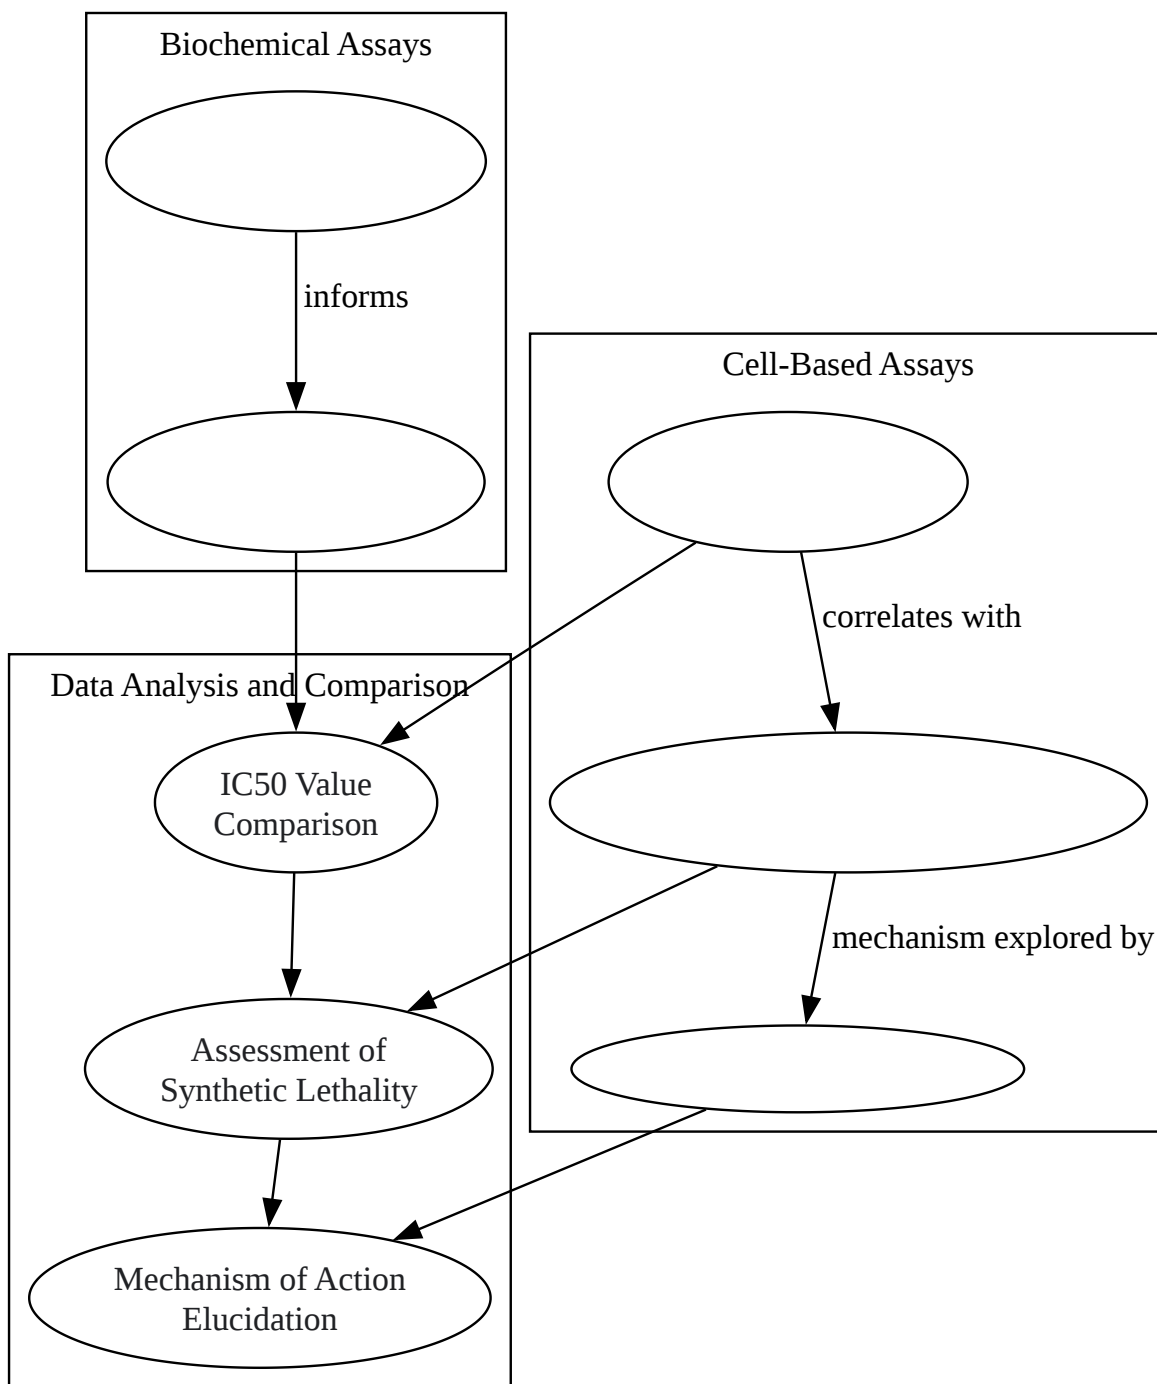 Biochemical Assays
informs
Cell-Based Assays
correlates with
Data Analysis and Comparison
IC50 Value
Comparison
mechanism explored by
Assessment of
Synthetic Lethality
Mechanism of Action
Elucidation